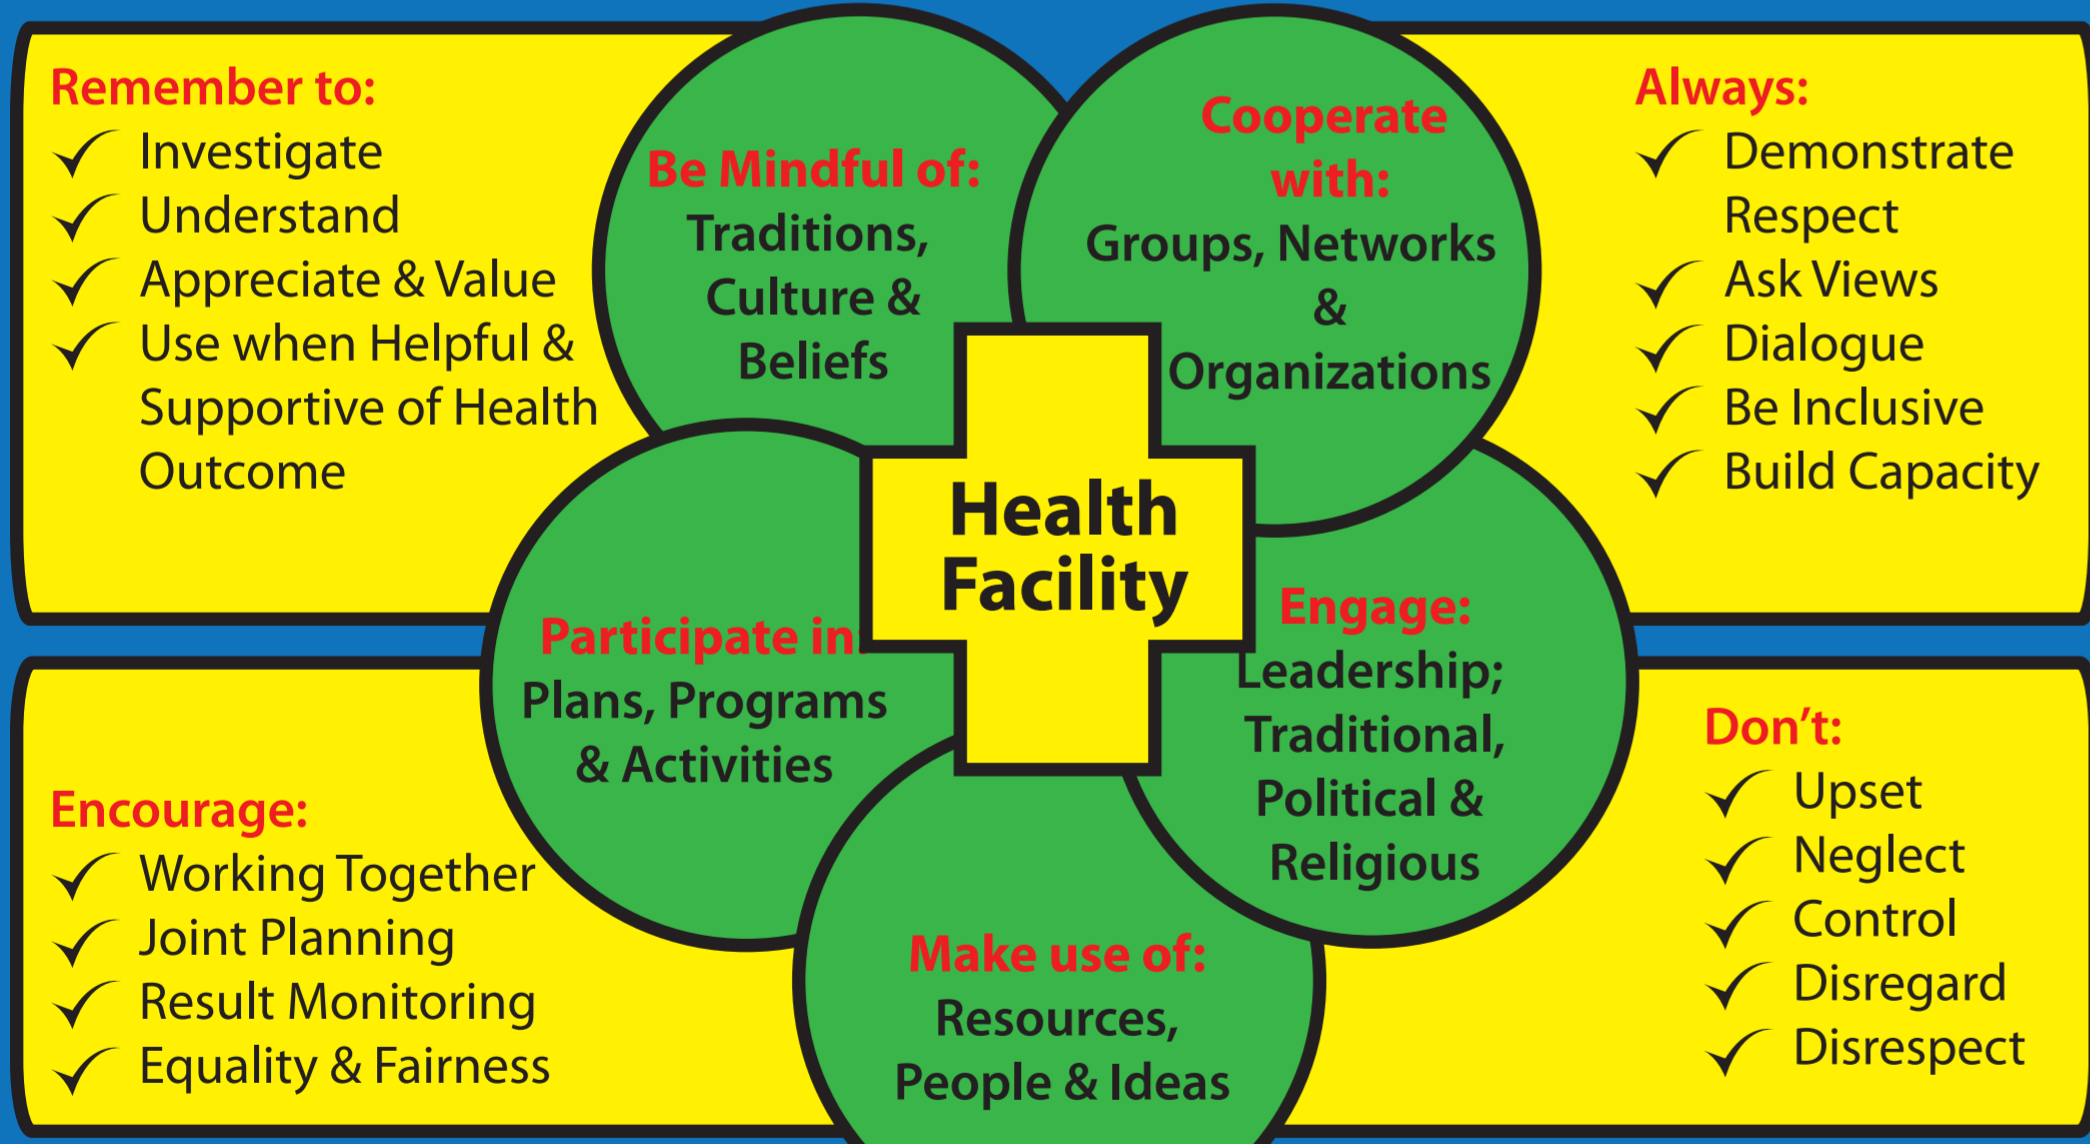 Remember to:
Investigate
Understand
Appreciate & Value
Use when Helpful &
Supportive of Health
Outcome
Be Mindful of:
Traditions,
Culture &
Beliefs
Cooperate
with:
Groups, Networks
&
Organizations
Always:
Demonstrate
Respect
Ask Views
Dialogue
Be Inclusive
Build Capacity
Health
Facility
Participate in:
Plans, Programs
& Activities
Engage:
Leadership;
Traditional,
Political &
Religious
Encourage:
Working Together
Joint Planning
Result Monitoring
Equality & Fairness
Make use of:
Resources,
People & Ideas
Don't:
Upset
Neglect
Control
Disregard
Disrespect